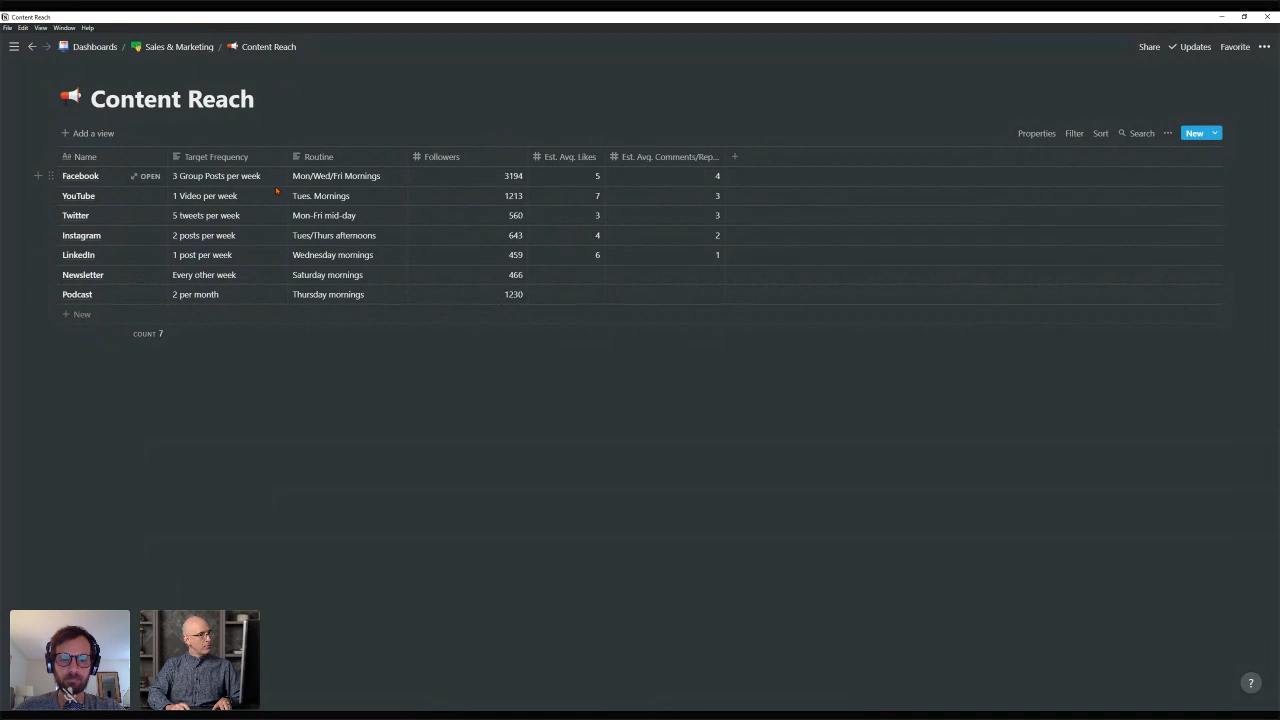 Content Reach
File Edit View Window Help
Dashboards / Sales & Marketing / Content Reach
Share Updates Favorite
Content Reach
Add a view
Properties Filter Sort Search New
Name Target Frequency Routine Followers Est. Avg. Likes Est. Avg. Comments/Rep...
Facebook OPEN 3 Group Posts per week Mon/Wed/Fri Mornings 3194 5 4
YouTube 1 Video per week Tues. Mornings 1213 7 3
Twitter 5 tweets per week Mon-Fri mid-day 560 3 3
Instagram 2 posts per week Tues/Thurs afternoons 643 4 2
LinkedIn 1 post per week Wednesday mornings 459 6 1
Newsletter Every other week Saturday mornings 466
Podcast 2 per month Thursday mornings 1230
New
COUNT 7
?